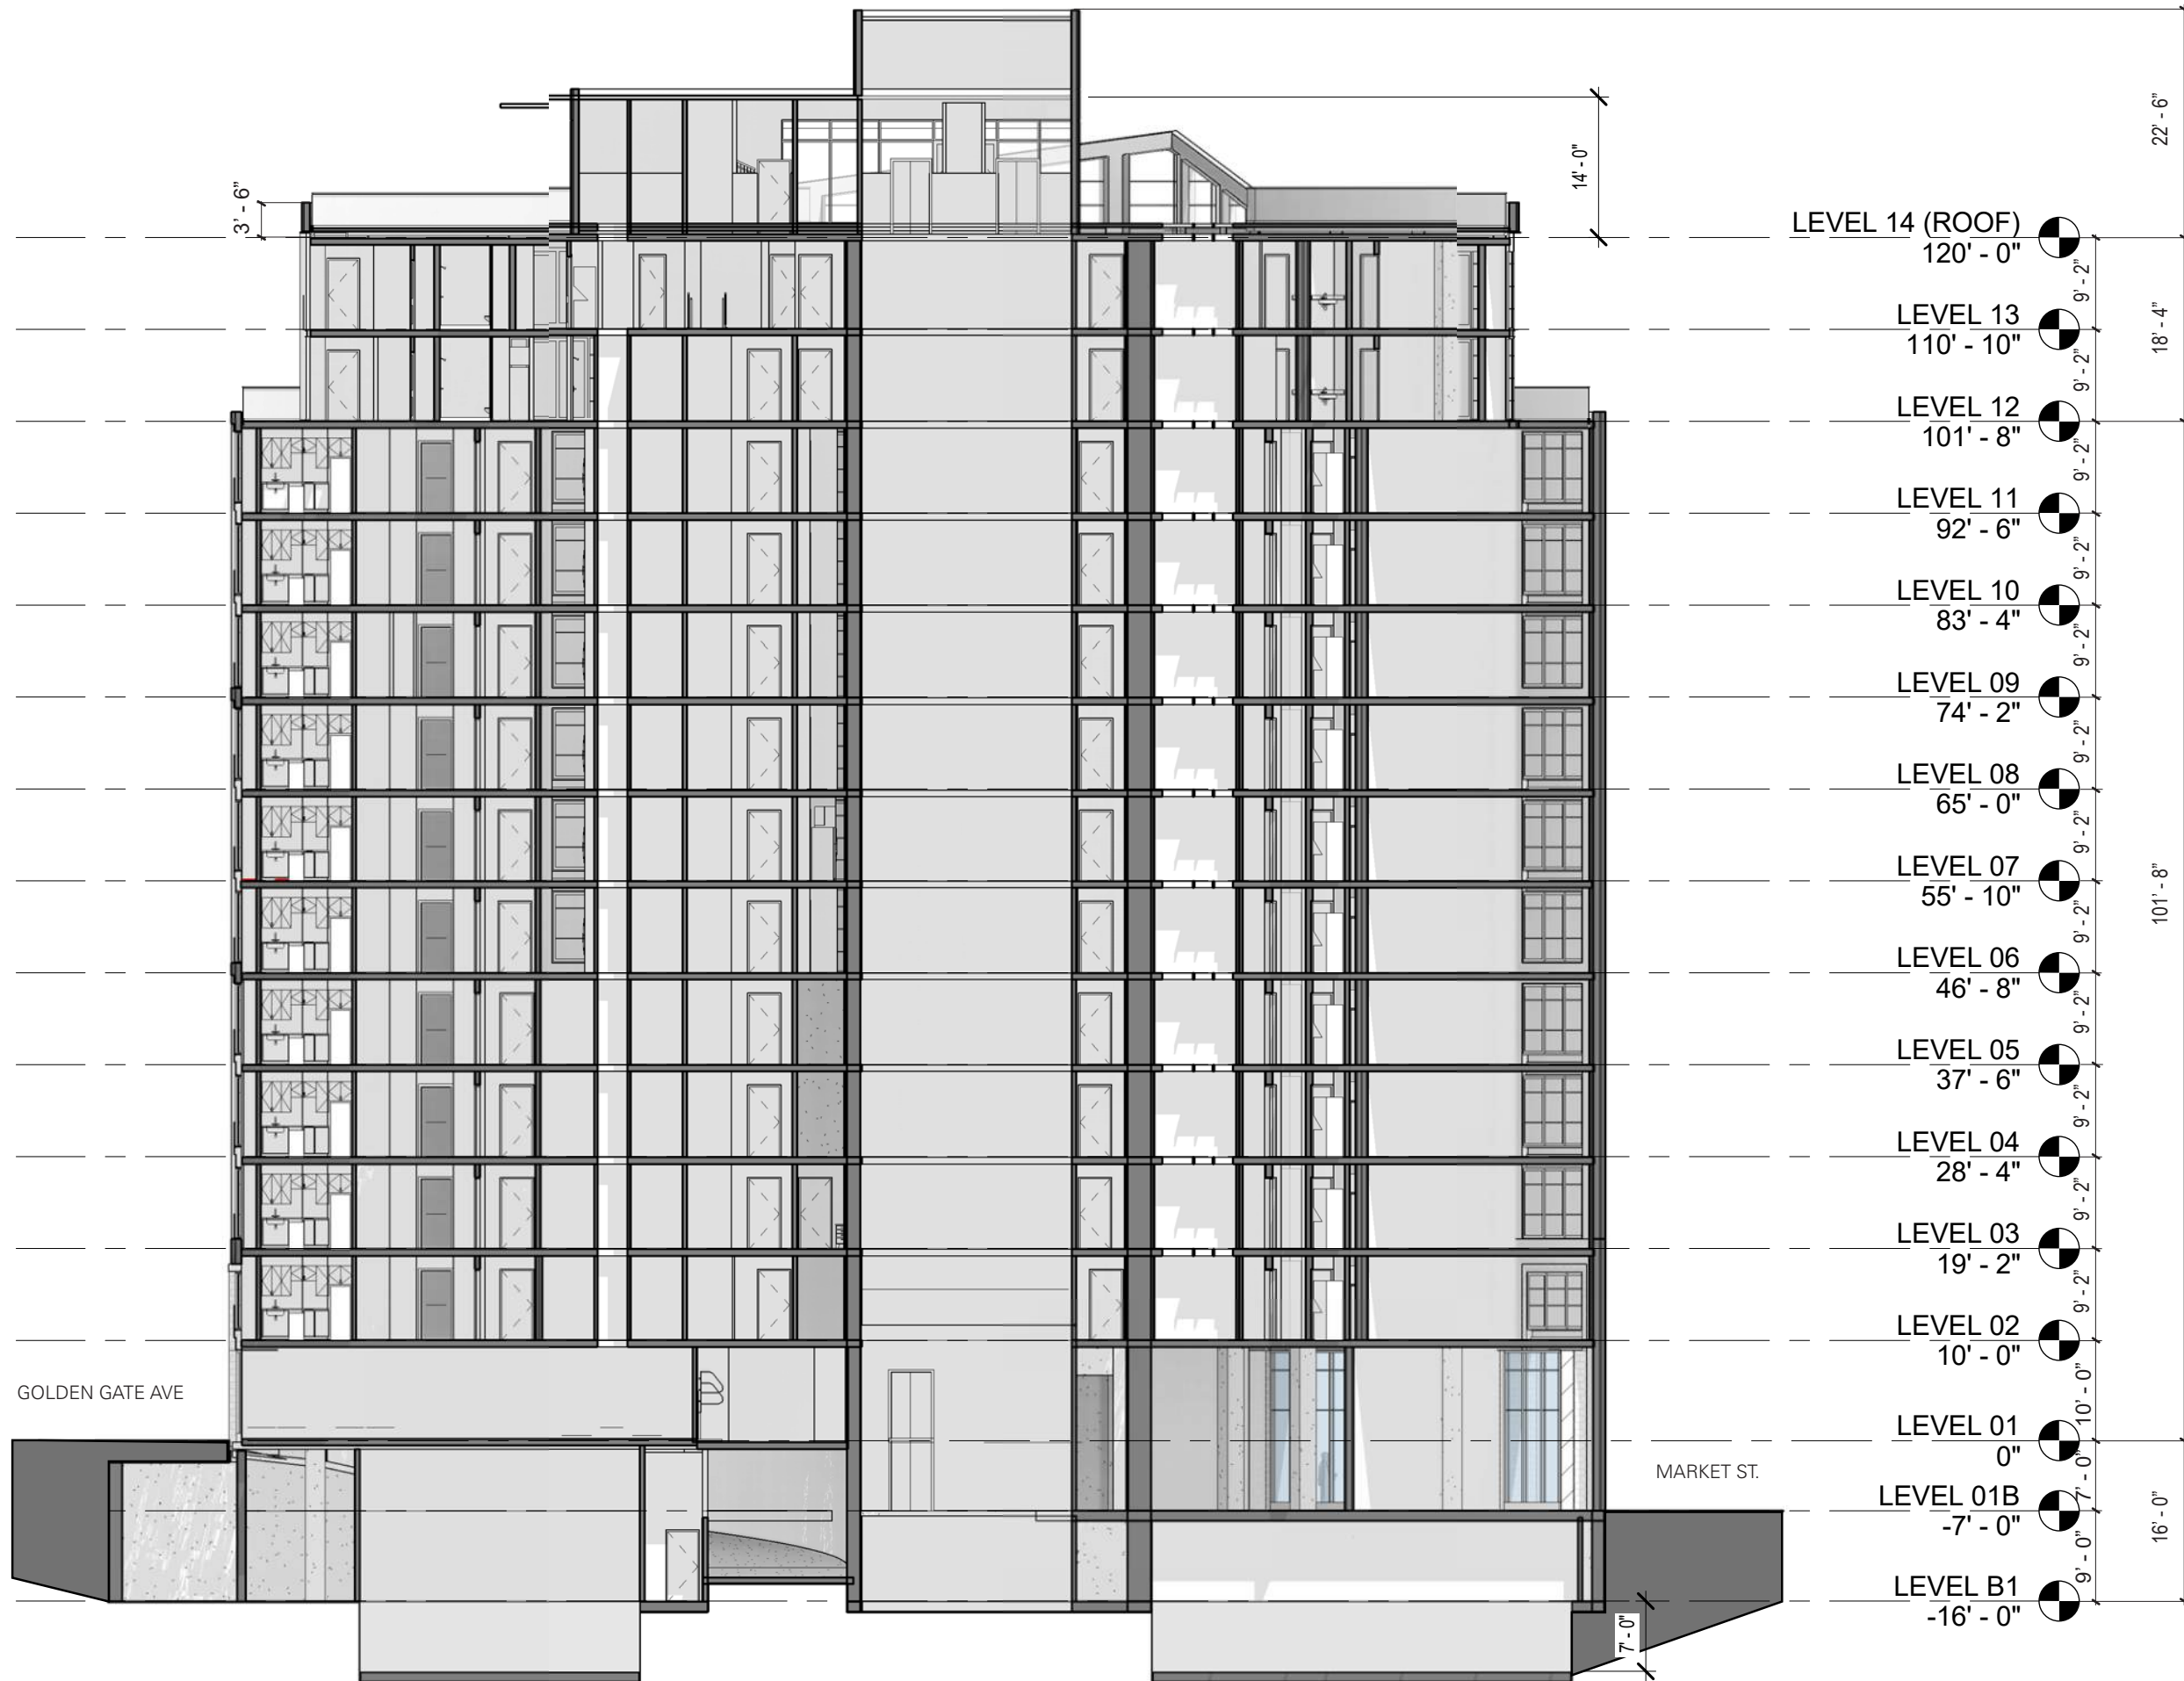 22' - 6"
14' - 0"
3' - 6"
LEVEL 14 (ROOF)
120' - 0"
9' - 2"
LEVEL 13
110' - 10"
18' - 4"
9' - 2"
LEVEL 12
101' - 8"
9' - 2"
LEVEL 11
92' - 6"
9' - 2"
LEVEL 10
83' - 4"
9' - 2"
LEVEL 09
74' - 2"
9' - 2"
LEVEL 08
65' - 0"
9' - 2"
LEVEL 07
55' - 10"
101' - 8"
9' - 2"
LEVEL 06
46' - 8"
9' - 2"
LEVEL 05
37' - 6"
9' - 2"
LEVEL 04
28' - 4"
9' - 2"
LEVEL 03
19' - 2"
9' - 2"
LEVEL 02
10' - 0"
GOLDEN GATE AVE
10' - 0"
LEVEL 01
0"
MARKET ST.
7' - 0"
LEVEL 01B
-7' - 0"
16' - 0"
9' - 0"
LEVEL B1
-16' - 0"
7' - 0"